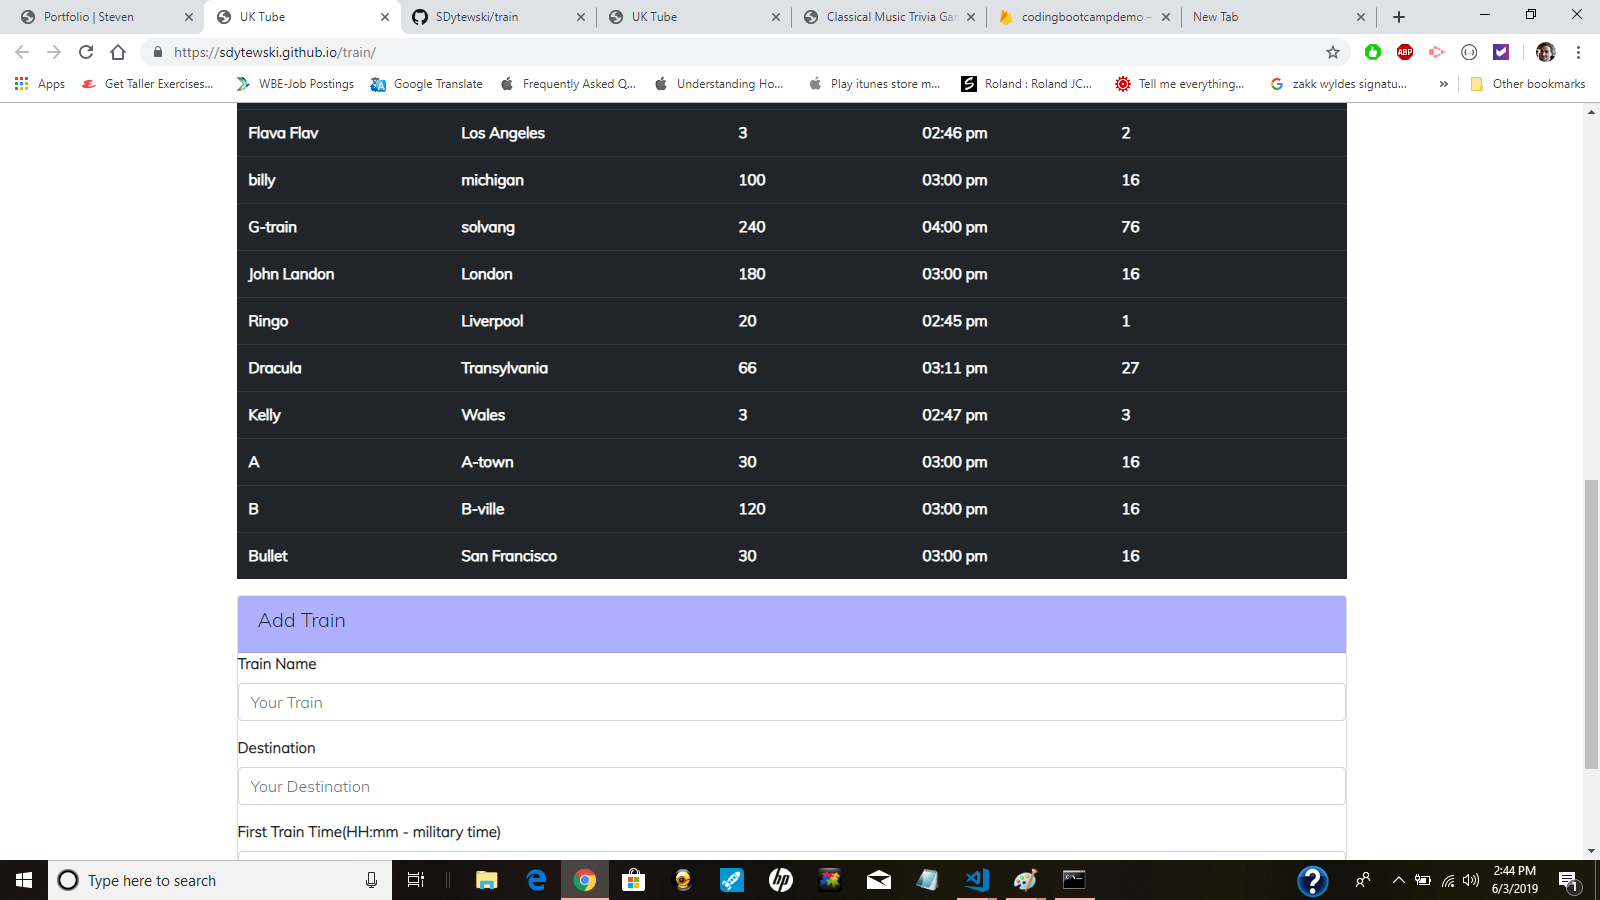 Portfolio | Steven
UK Tube
SDytewski/train
UK Tube
Classical Music Trivia Gar
codingbootcampdemo –
New Tab
https://sdytewski.github.io/train/
ABP
Apps
Get Taller Exercises...
WBE-Job Postings
Google Translate
Frequently Asked Q...
Understanding Ho...
Play itunes store m...
Roland : Roland JC...
Tell me everything...
zakk wyldes signatu...
»
Other bookmarks
Flava Flav Los Angeles 3 02:46 pm 2
billy michigan 100 03:00 pm 16
G-train solvang 240 04:00 pm 76
John Landon London 180 03:00 pm 16
Ringo Liverpool 20 02:45 pm 1
Dracula Transylvania 66 03:11 pm 27
Kelly Wales 3 02:47 pm 3
A A-town 30 03:00 pm 16
B B-ville 120 03:00 pm 16
Bullet San Francisco 30 03:00 pm 16
Add Train
Train Name
Your Train
Destination
Your Destination
First Train Time(HH:mm - military time)
Type here to search
hp
?
2:44 PM
6/3/2019
1